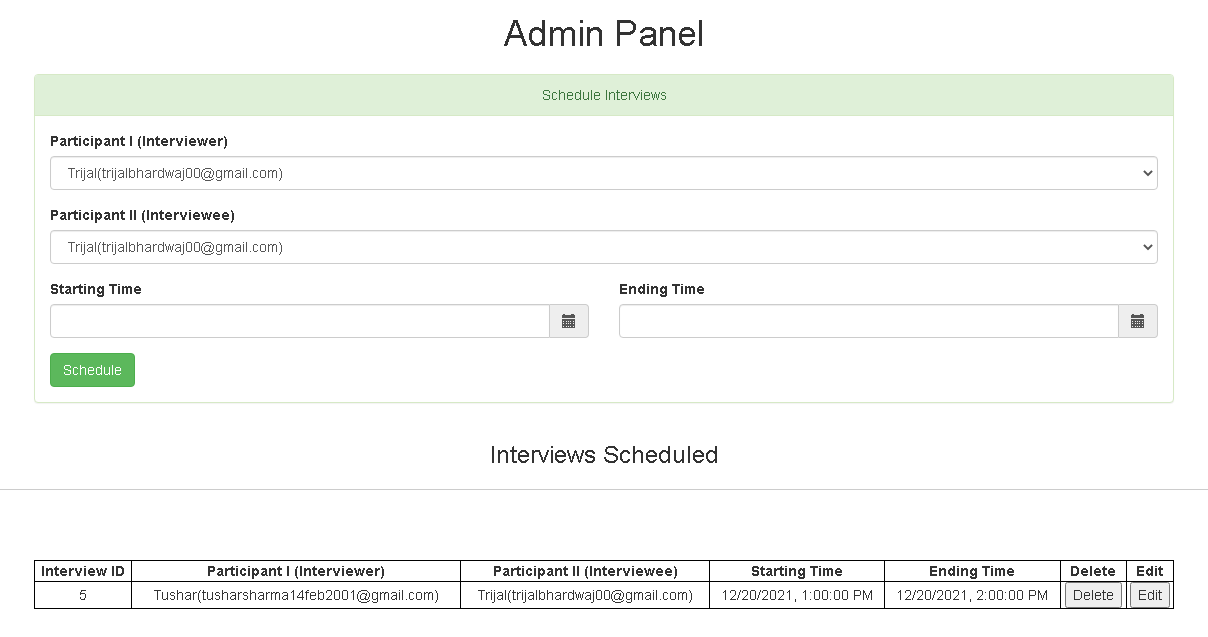 Admin Panel
Schedule Interviews
Participant I (Interviewer)
Trijal(trijalbhardwaj00@gmail.com)
Participant II (Interviewee)
Trijal(trijalbhardwaj00@gmail.com)
Starting Time Ending Time
Schedule
Interviews Scheduled
Interview ID Participant I (Interviewer) Participant II (Interviewee) Starting Time Ending Time Delete Edit
5 Tushar(tusharsharma14feb2001@gmail.com) Trijal(trijalbhardwaj00@gmail.com) 12/20/2021, 1:00:00 PM 12/20/2021, 2:00:00 PM Delete Edit